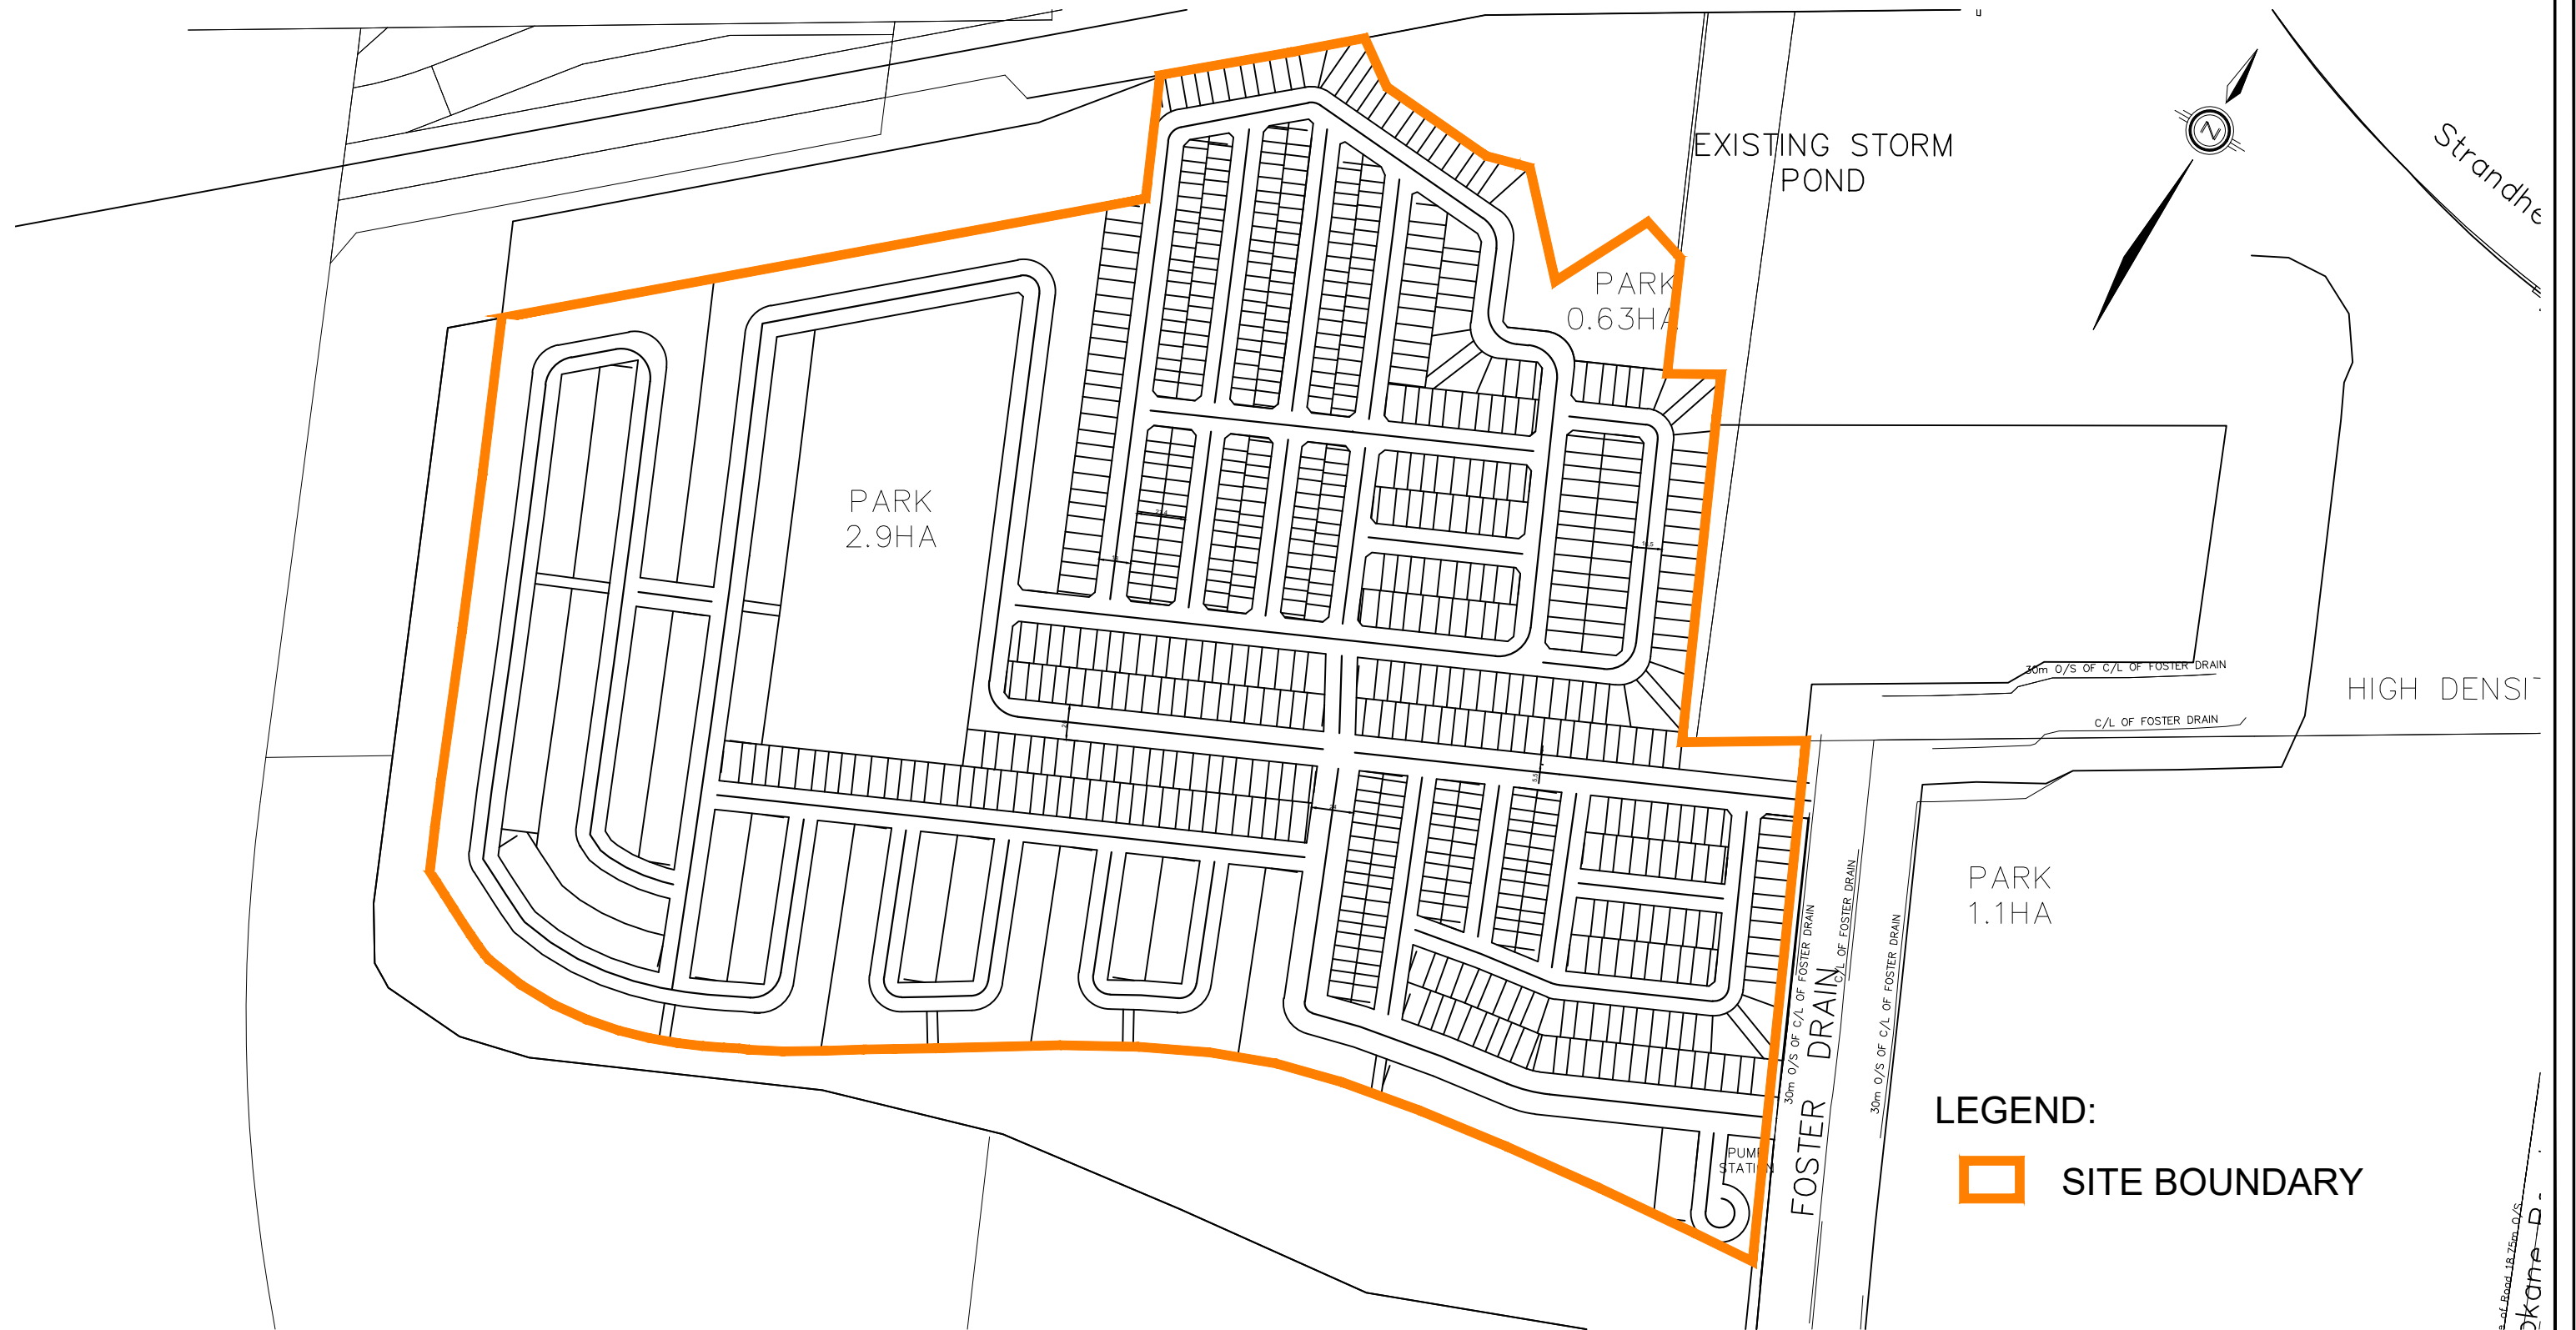 EXISTING STORM
POND
N
PARK
0.63HA
PARK
2.9HA
30m O/S OF C/L OF FOSTER DRAIN
C/L OF FOSTER DRAIN
PARK
1.1HA
30m O/S OF C/L OF FOSTER DRAIN
C/L OF FOSTER DRAIN
30m O/S OF C/L OF FOSTER DRAIN
FOSTER DRAIN
PUMP
STATION
LEGEND:
SITE BOUNDARY